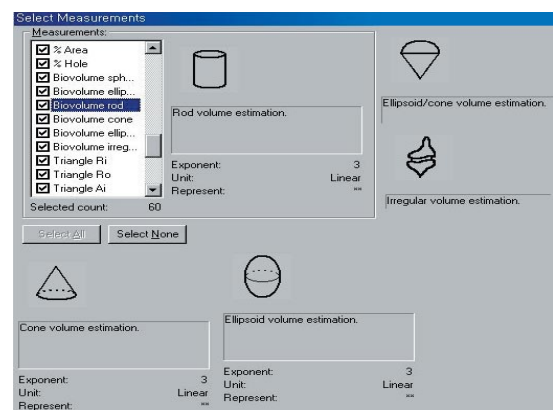 Select Measurements
Measurements:
% Area
% Hole
Biovolume sph...
Biovolume ellip...
Biovolume rod
Biovolume cone
Biovolume ellip...
Biovolume irreg...
Triangle Ri
Triangle Ro
Triangle Ai
Selected count: 60
Rod volume estimation.
Exponent: 3
Unit: Linear
Represent: **
Ellipsoid/cone volume estimation.
Irregular volume estimation.
Select All
Select None
Cone volume estimation.
Exponent: 3
Unit: Linear
Represent: **
Ellipsoid volume estimation.
Exponent: 3
Unit: Linear
Represent: **